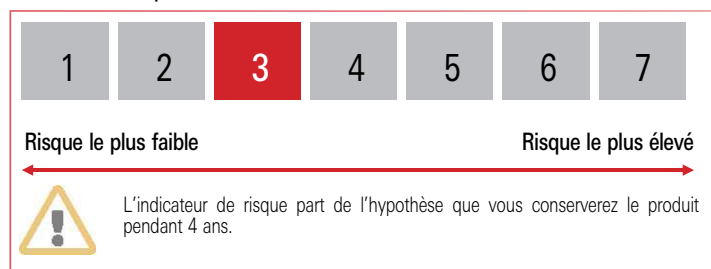 1 2 3 4 5 6 7
Risque le plus faible Risque le plus élevé
L'indicateur de risque part de l'hypothèse que vous conserverez le produit
pendant 4 ans.